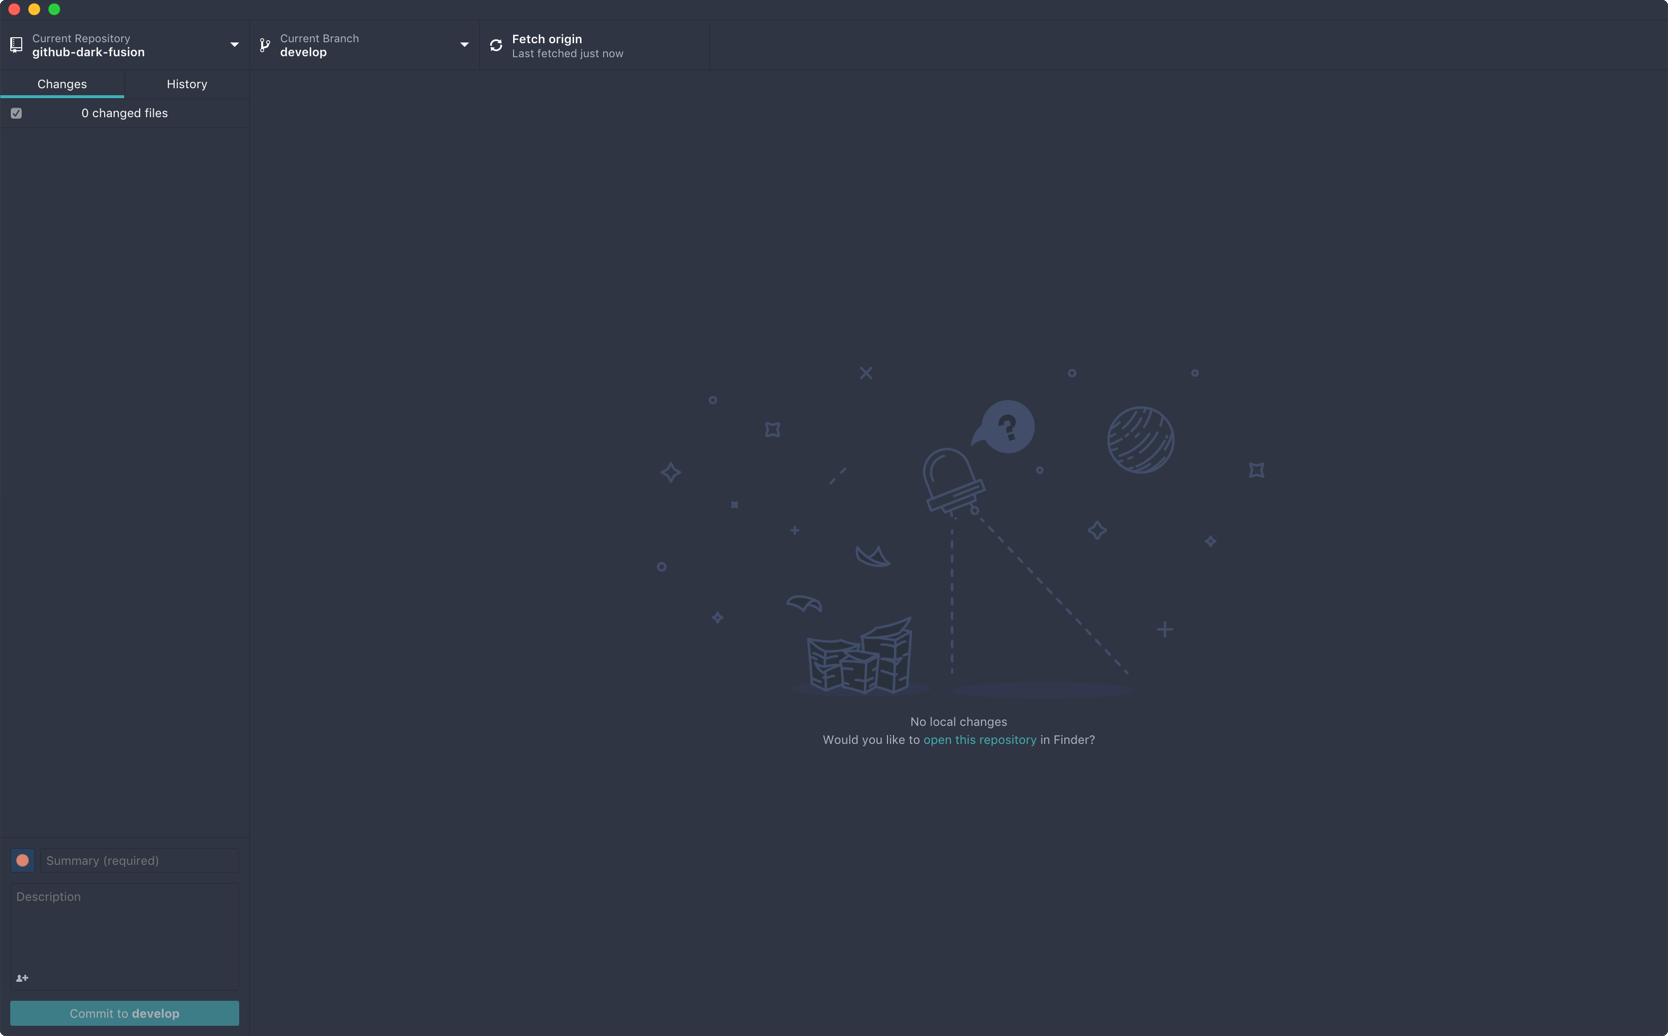 Current Repository
github-dark-fusion
Current Branch
develop
Fetch origin
Last fetched just now
Changes
History
0 changed files
?
No local changes
Would you like to open this repository in Finder?
Summary (required)
Description
Commit to develop